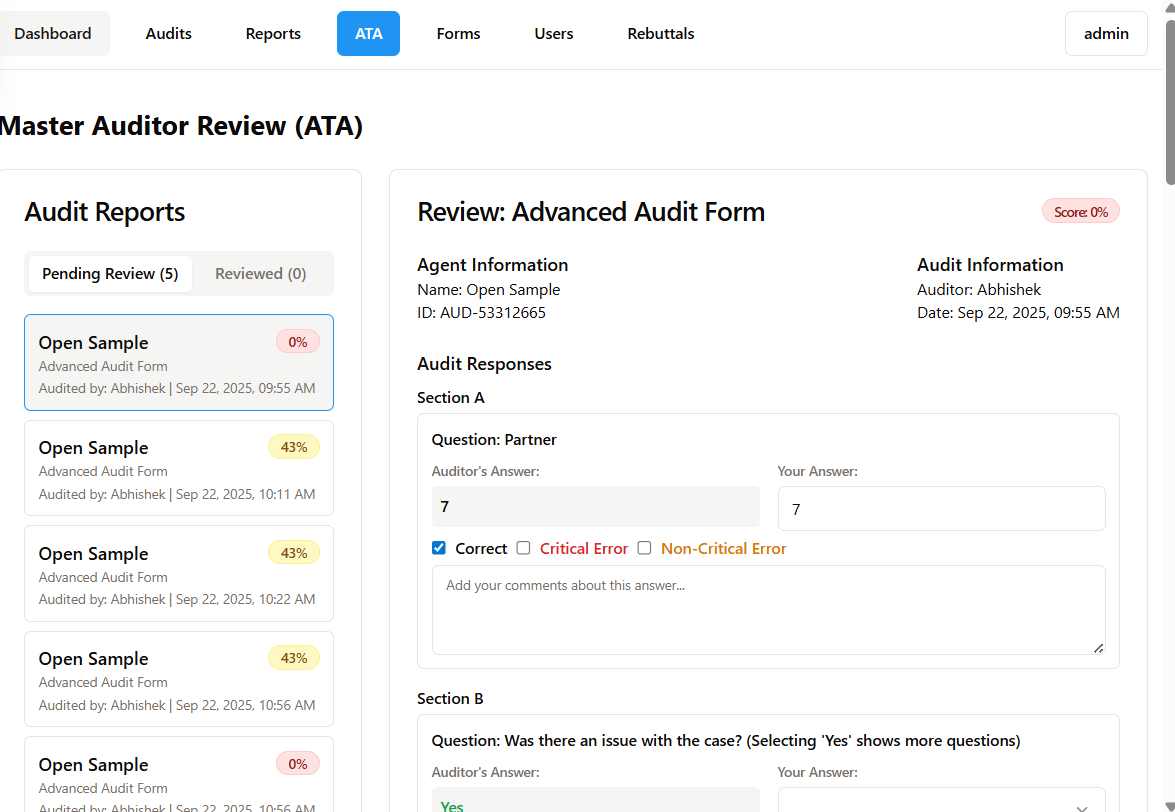 Dashboard Audits Reports ATA Forms Users Rebuttals admin
Master Auditor Review (ATA)
Audit Reports
Pending Review (5) Reviewed (0)
Open Sample 0%
Advanced Audit Form
Audited by: Abhishek | Sep 22, 2025, 09:55 AM
Open Sample 43%
Advanced Audit Form
Audited by: Abhishek | Sep 22, 2025, 10:11 AM
Open Sample 43%
Advanced Audit Form
Audited by: Abhishek | Sep 22, 2025, 10:22 AM
Open Sample 43%
Advanced Audit Form
Audited by: Abhishek | Sep 22, 2025, 10:56 AM
Open Sample 0%
Advanced Audit Form
Audited by: Abhishek | Sep 22, 2025, 10:56 AM
Review: Advanced Audit Form Score: 0%
Agent Information
Name: Open Sample
ID: AUD-53312665
Audit Information
Auditor: Abhishek
Date: Sep 22, 2025, 09:55 AM
Audit Responses
Section A
Question: Partner
Auditor's Answer: Your Answer:
7 7
Correct Critical Error Non-Critical Error
Add your comments about this answer...
Section B
Question: Was there an issue with the case? (Selecting 'Yes' shows more questions)
Auditor's Answer: Your Answer:
Yes